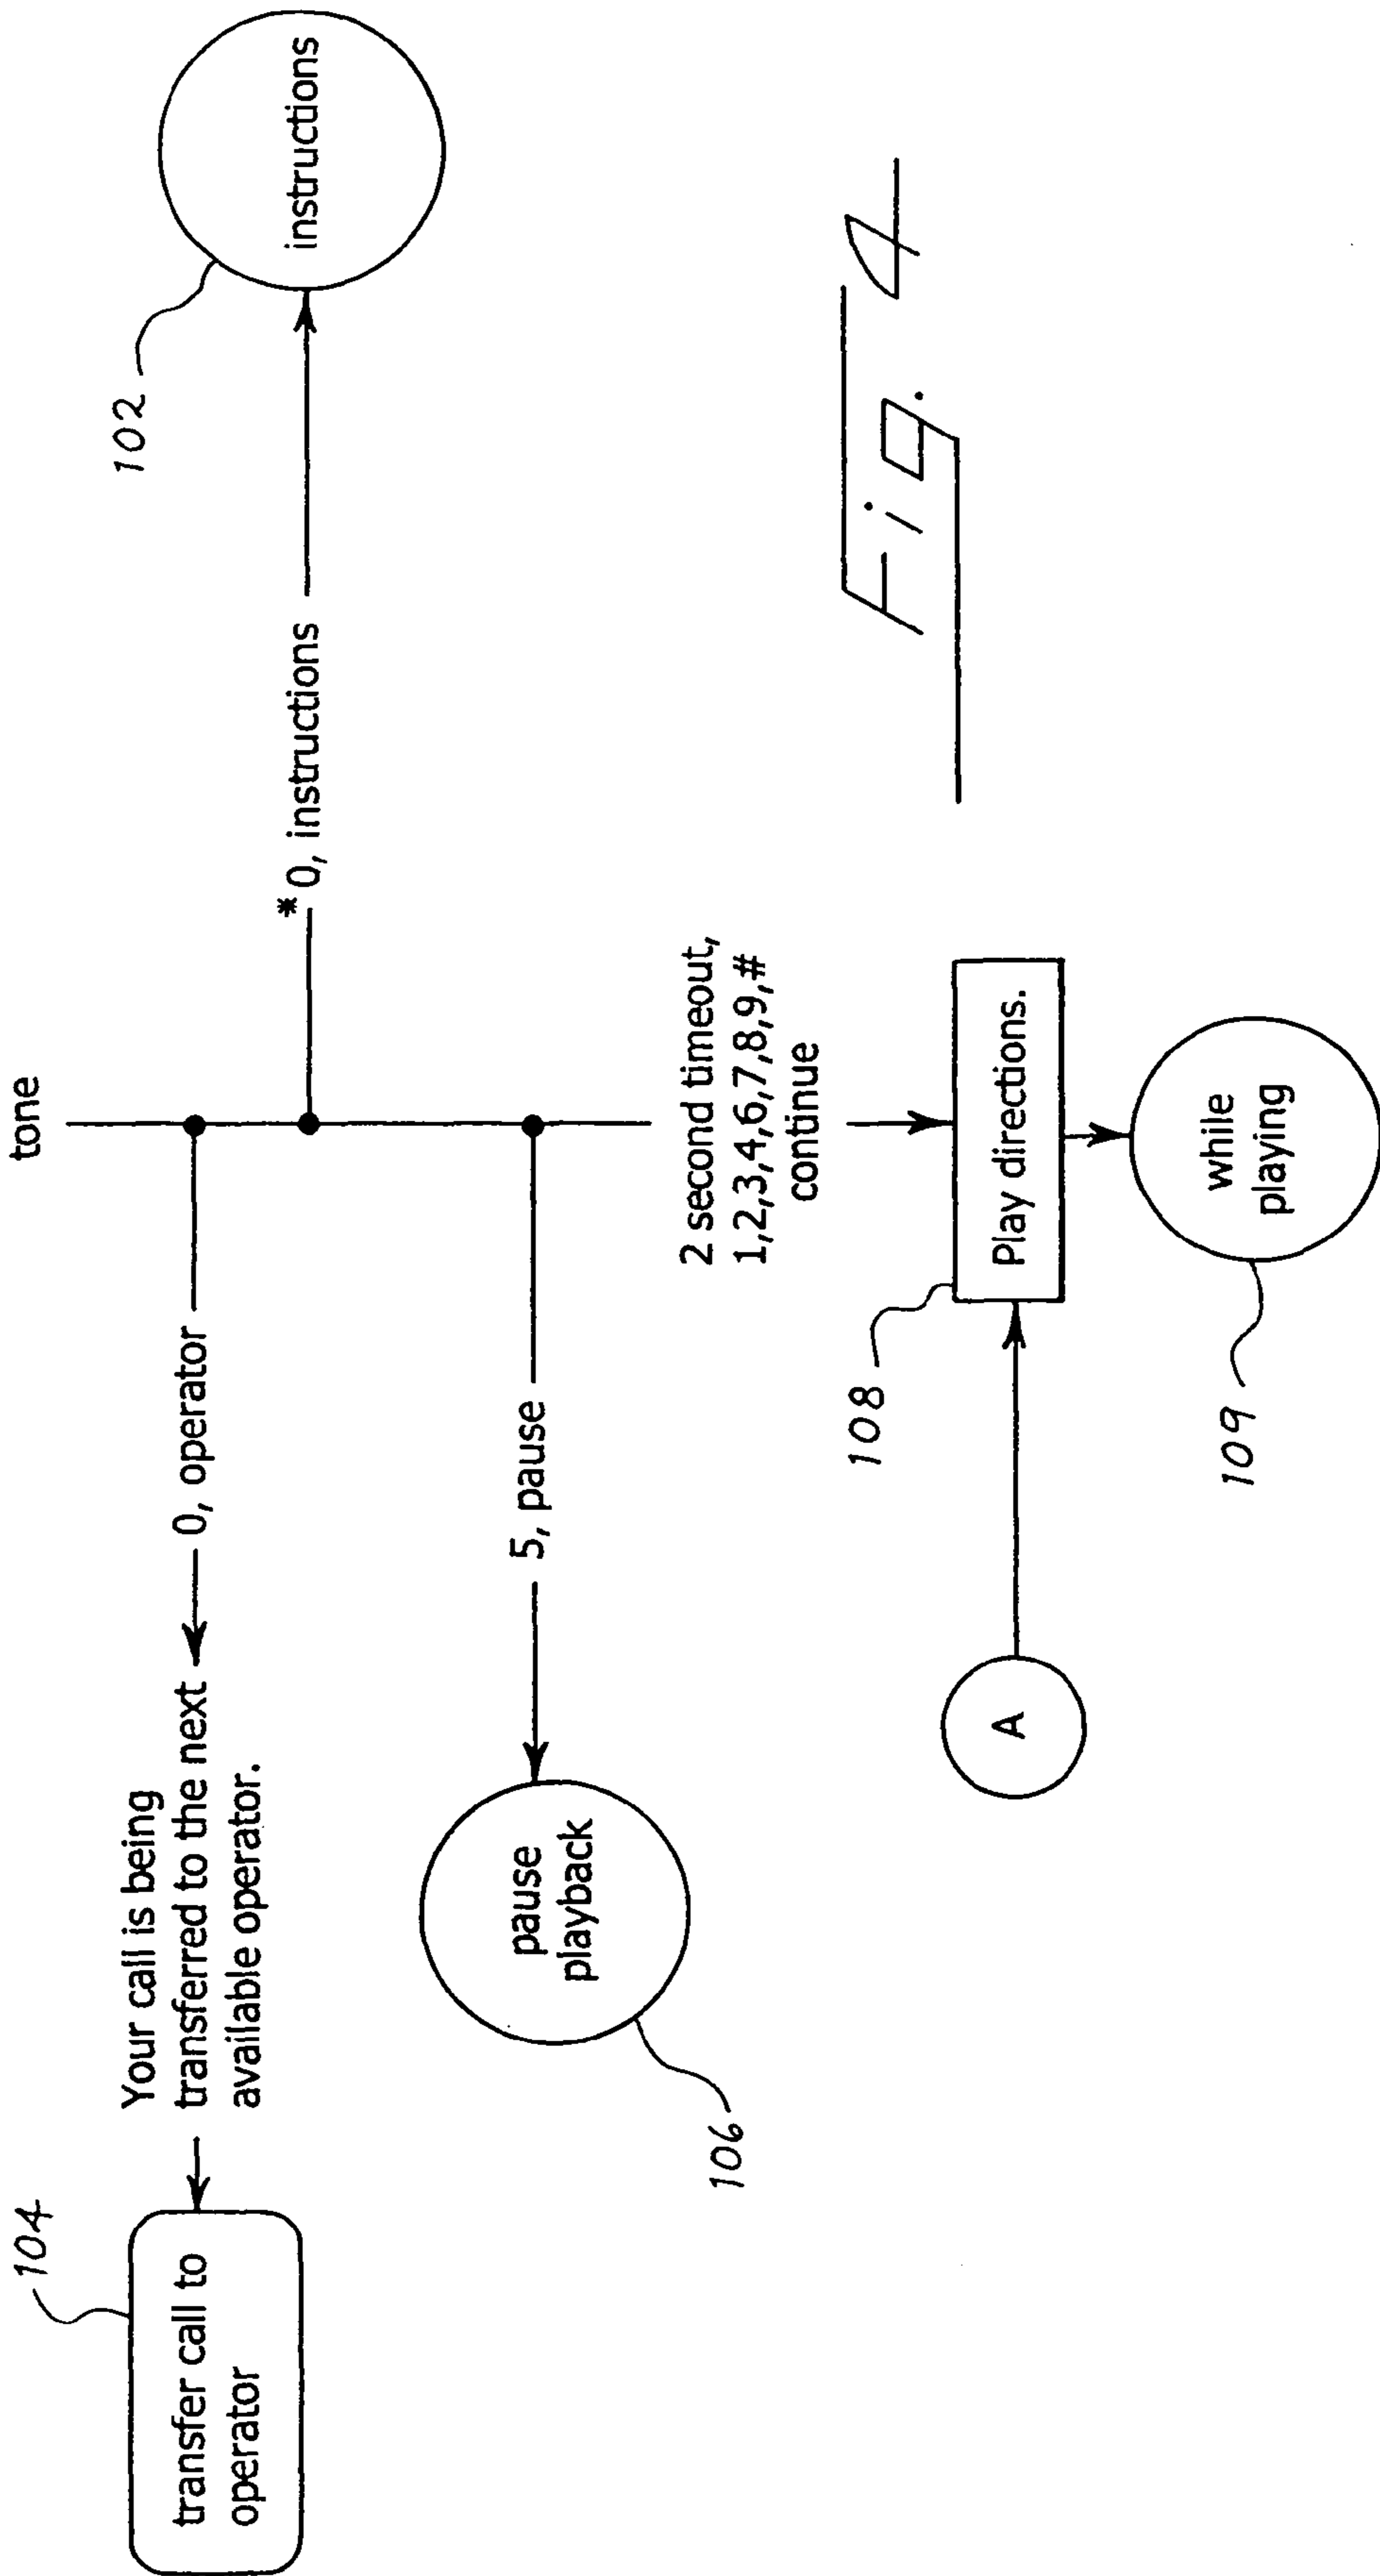 tone
104
Your call is being
transferred to the next
available operator.
0, operator
transfer call to
operator
*0, instructions
102
instructions
5, pause
pause
playback
106
2 second timeout,
1,2,3,4,6,7,8,9,#
continue
A
108
Play directions.
109
while
playing
Fig. 4